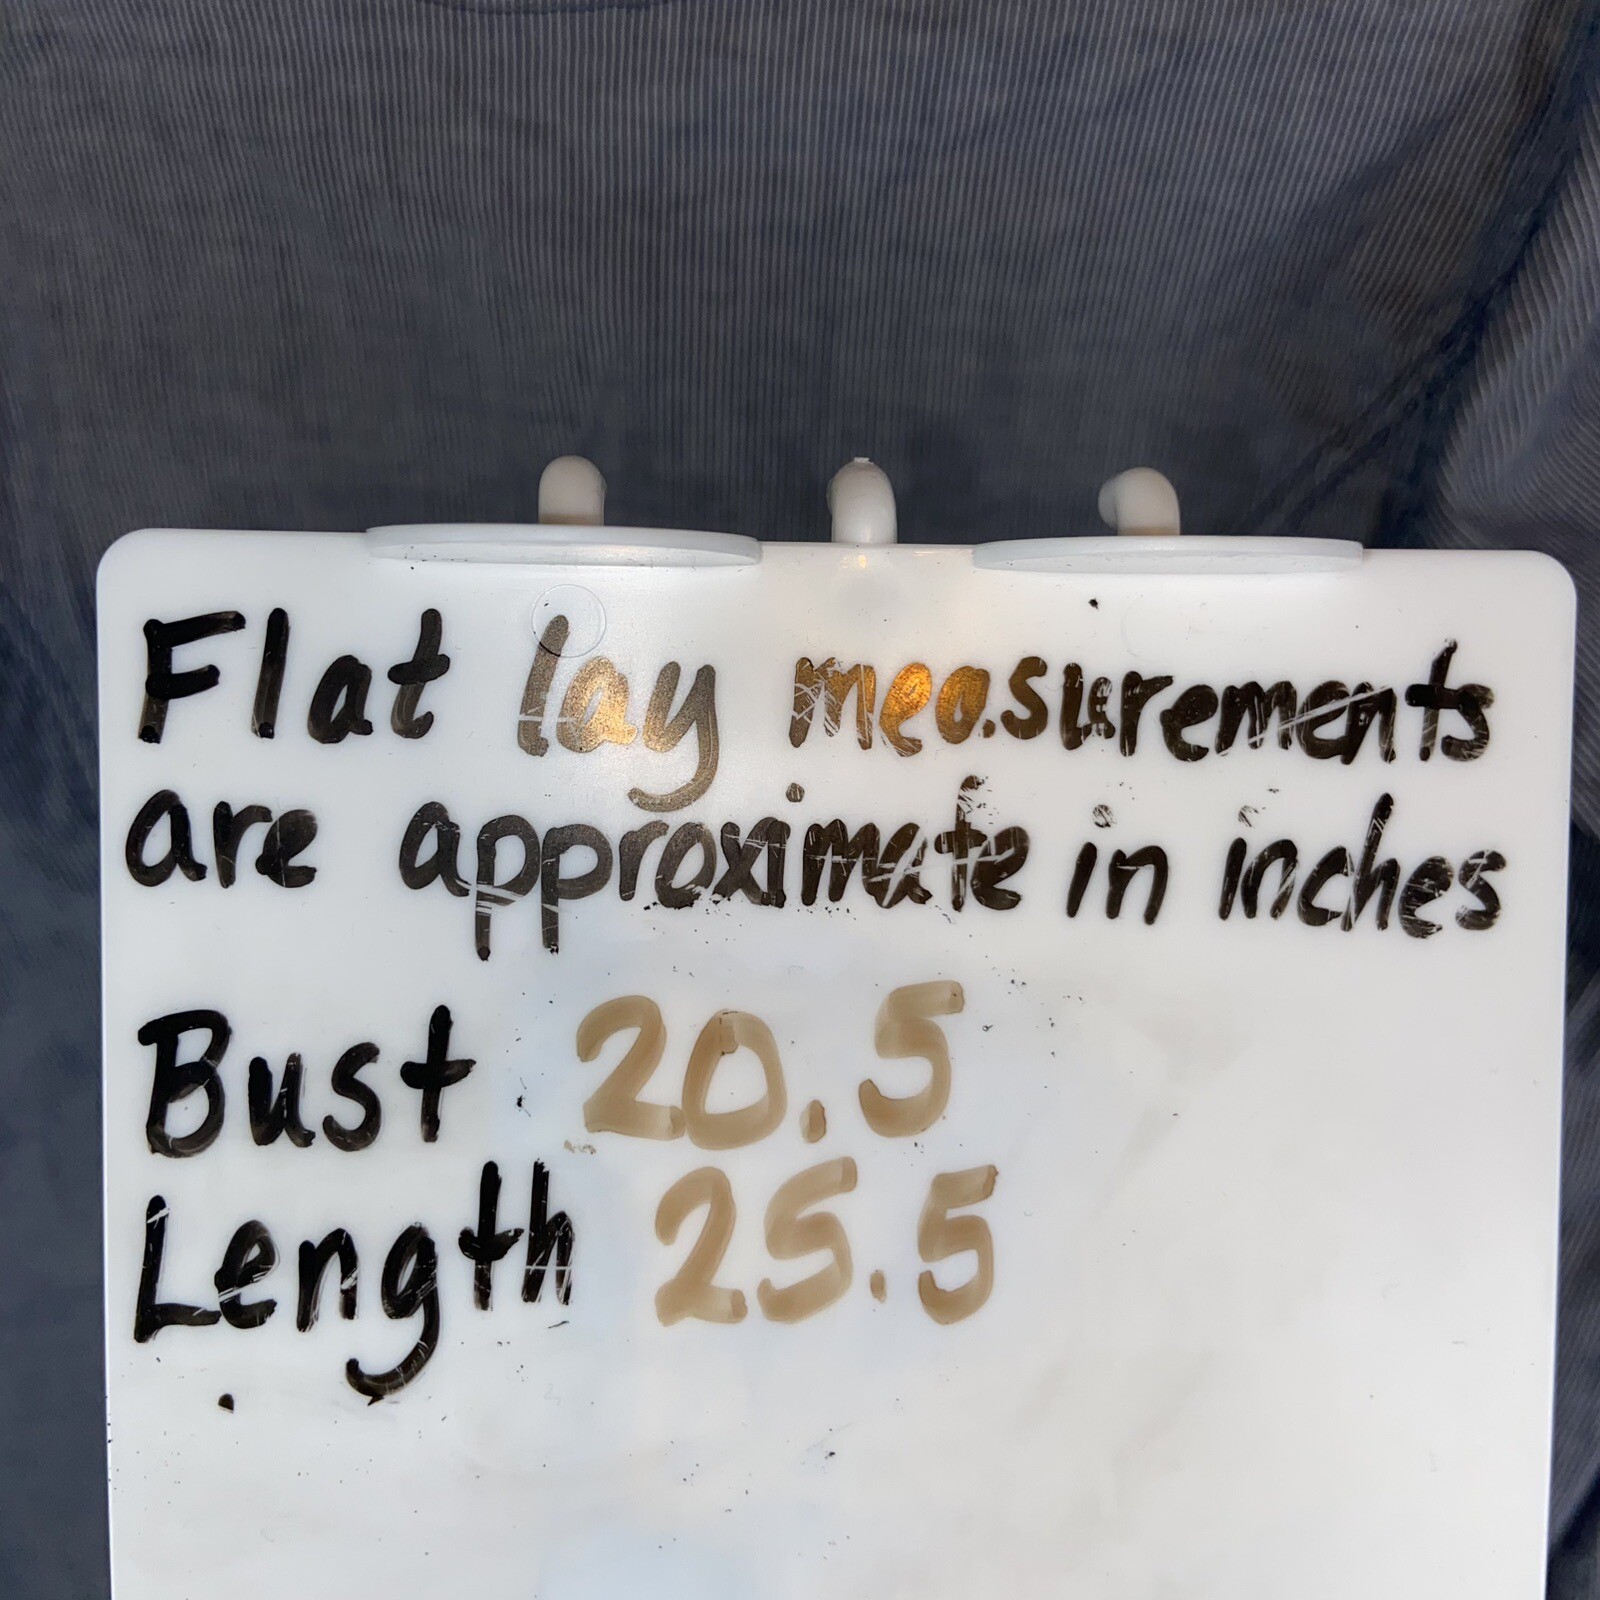 Flat lay measurements
are approximate in inches
Bust 20.5
Length 25.5